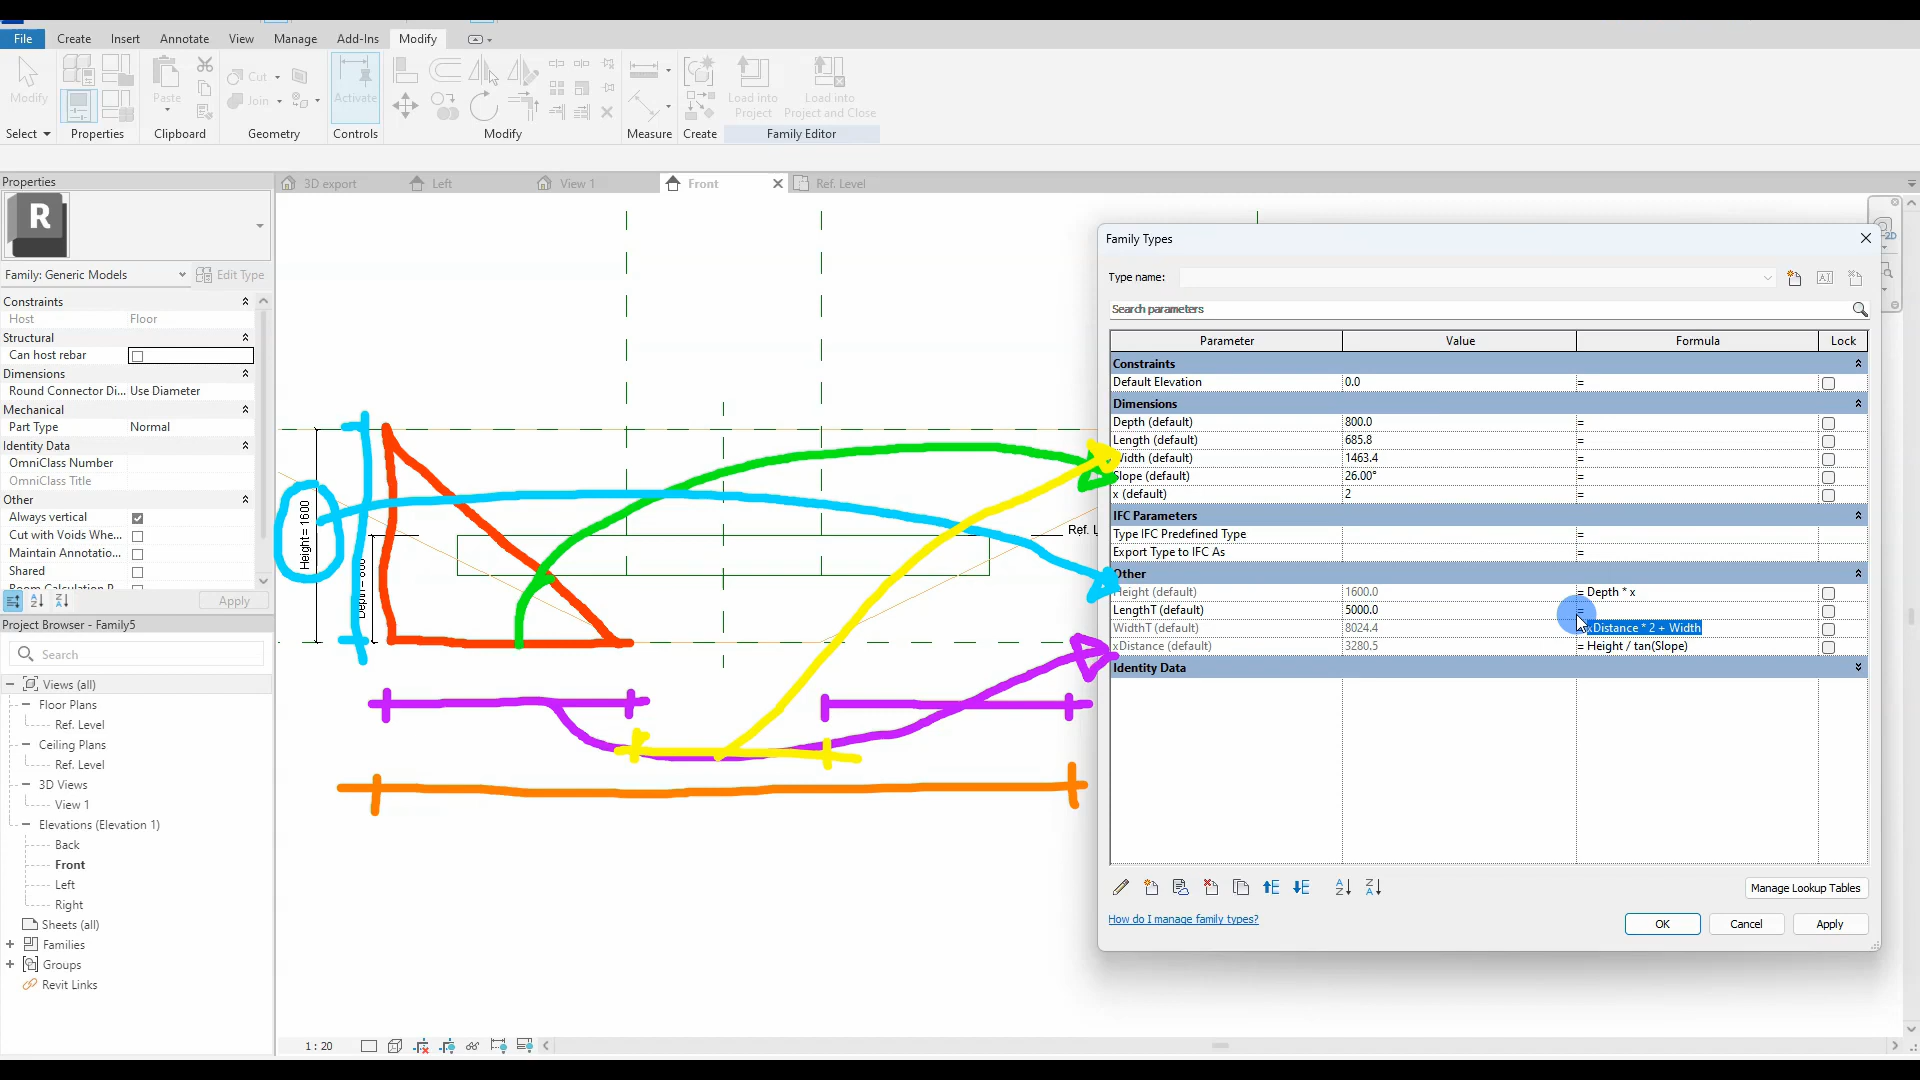 File Create Insert Annotate View Manage Add-Ins Modify
Modify
Paste
Cut
Join
Activate
Load into
Project
Load into
Project and Close
Select Properties Clipboard Geometry Controls Modify Measure Create Family Editor
Properties
3D export Left View 1 Front Ref. Level
R
Family: Generic Models Edit Type
Constraints
Host Floor
Structural
Can host rebar
Dimensions
Round Connector Di... Use Diameter
Mechanical
Part Type Normal
Identity Data
OmniClass Number
OmniClass Title
Other
Always vertical
Cut with Voids Whe...
Maintain Annotatio...
Shared
Apply
Project Browser - Family5
Search
Views (all)
Floor Plans
Ref. Level
Ceiling Plans
Ref. Level
3D Views
View 1
Elevations (Elevation 1)
Back
Front
Left
Right
Sheets (all)
Families
Groups
Revit Links
Height = 1600
Ref. L
1 : 20
Family Types
Type name:
Search parameters
Parameter Value Formula Lock
Constraints
Default Elevation 0.0 =
Dimensions
Depth (default) 800.0 =
Length (default) 685.8 =
Width (default) 1463.4 =
Slope (default) 26.00° =
x (default) 2 =
IFC Parameters
Type IFC Predefined Type =
Export Type to IFC As =
Other
Height (default) 1600.0 = Depth * x
LengthT (default) 5000.0 =
WidthT (default) 8024.4 xDistance * 2 + Width
xDistance (default) 3280.5 = Height / tan(Slope)
Identity Data
Manage Lookup Tables
How do I manage family types?
OK Cancel Apply